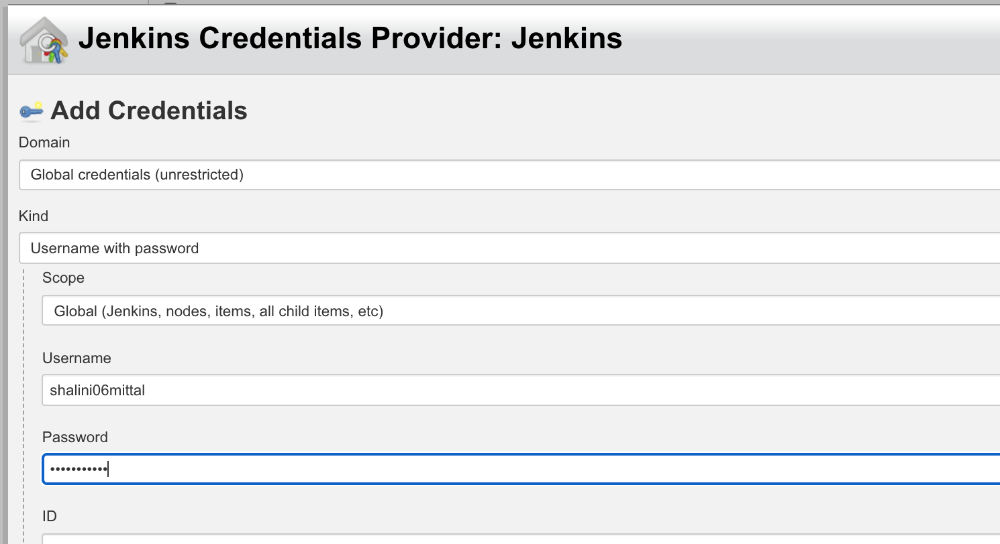 Jenkins Credentials Provider: Jenkins
Add Credentials
Domain
Global credentials (unrestricted)
Kind
Username with password
Scope
Global (Jenkins, nodes, items, all child items, etc)
Username
shalini06mittal
Password
•••••••••••
ID